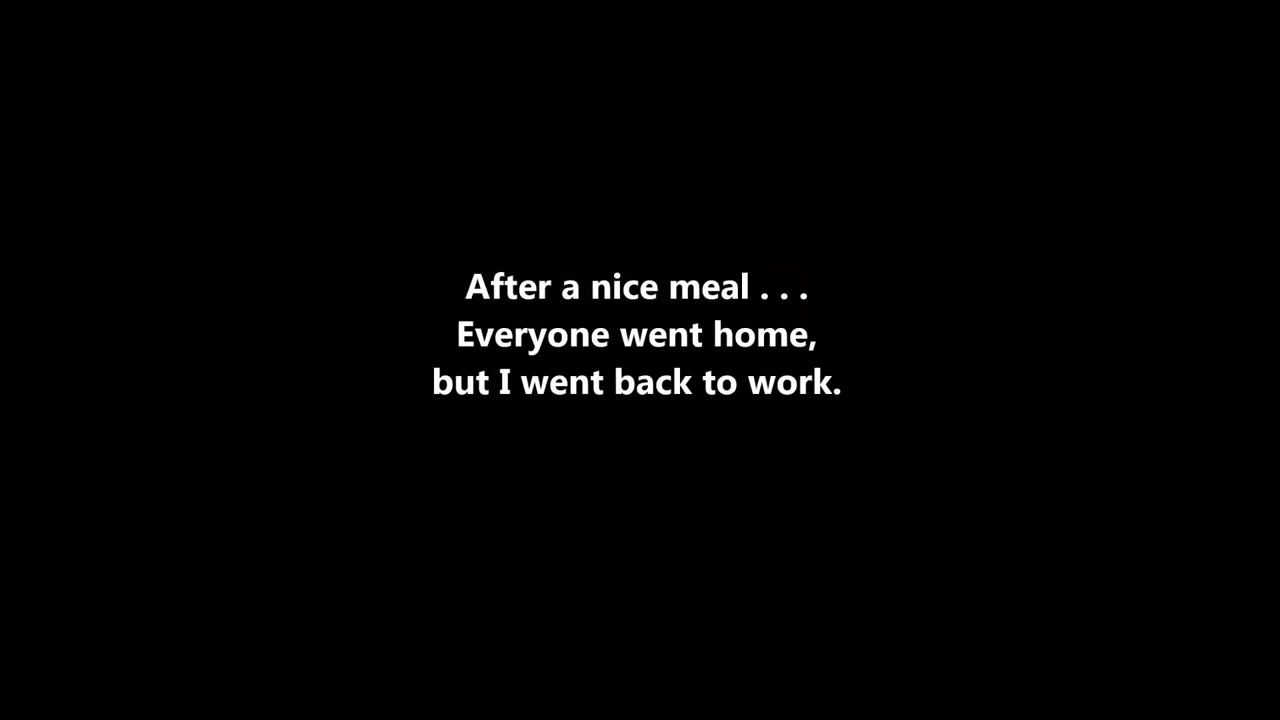 After a nice meal . . .
Everyone went home,
but I went back to work.